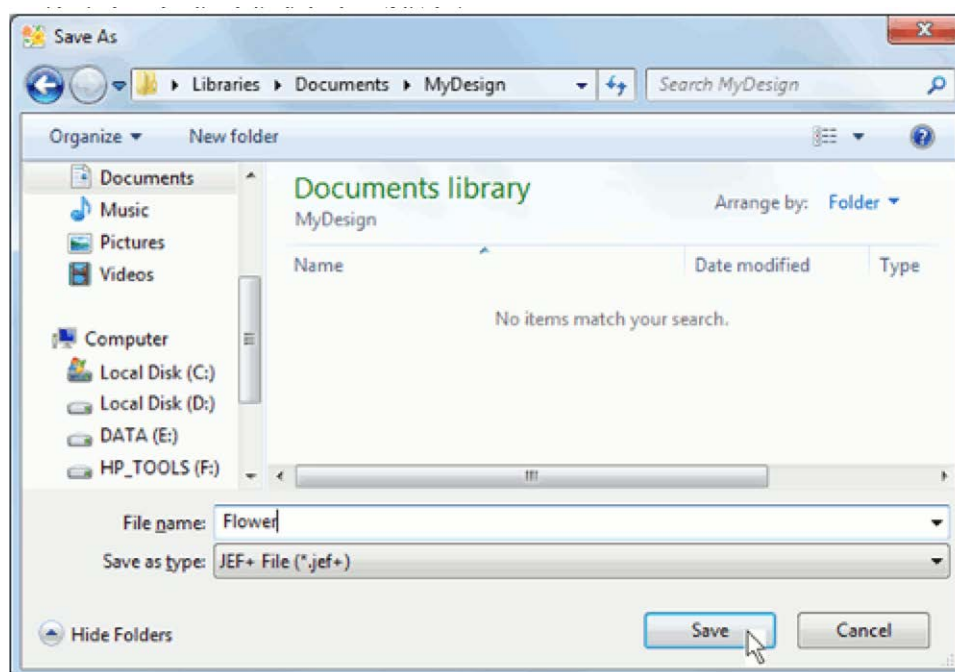 Save As
Libraries Documents MyDesign
Search MyDesign
Organize New folder
Documents
Music
Pictures
Videos
Computer
Local Disk (C:)
Local Disk (D:)
DATA (E:)
HP_TOOLS (F:)
Documents library
MyDesign
Arrange by: Folder
Name Date modified Type
No items match your search.
File name: Flower
Save as type: JEF+ File (*.jef+)
Hide Folders
Save Cancel